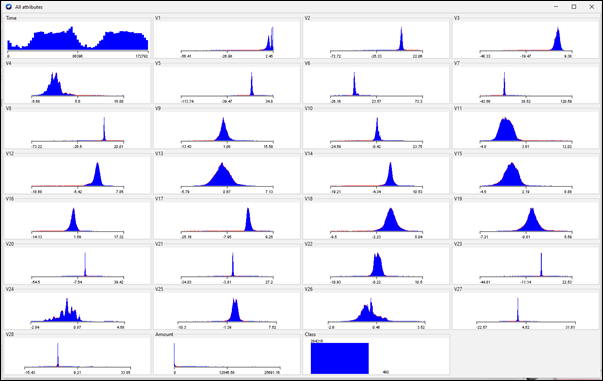 All attributes
Time V1 V2 V3
0 86396 172792 -56.41 -26.98 2.45 -72.72 -25.33 22.06 -48.33 -19.47 9.38
V4 V5 V6 V7
-5.68 5.6 16.88 -113.74 -39.47 34.8 -26.16 23.57 73.3 -43.56 38.52 120.59
V8 V9 V10 V11
-73.22 -26.6 20.01 -13.43 1.08 15.59 -24.59 -0.42 23.75 -4.8 3.61 12.02
V12 V13 V14 V15
-18.68 -5.42 7.85 -5.79 0.67 7.13 -19.21 -4.34 10.53 -4.5 2.19 8.88
V16 V17 V18 V19
-14.13 1.59 17.32 -25.16 -7.95 9.25 -9.5 -2.23 5.04 -7.21 -0.81 5.59
V20 V21 V22 V23
-54.5 -7.54 39.42 -34.83 -3.81 27.2 -10.93 -0.22 10.5 -44.81 -11.14 22.53
V24 V25 V26 V27
-2.84 0.87 4.58 -10.3 -1.39 7.52 -2.6 0.46 3.52 -22.57 4.52 31.61
V28 Amount Class
-15.43 9.21 33.85 0 12845.58 25691.16 284315 492